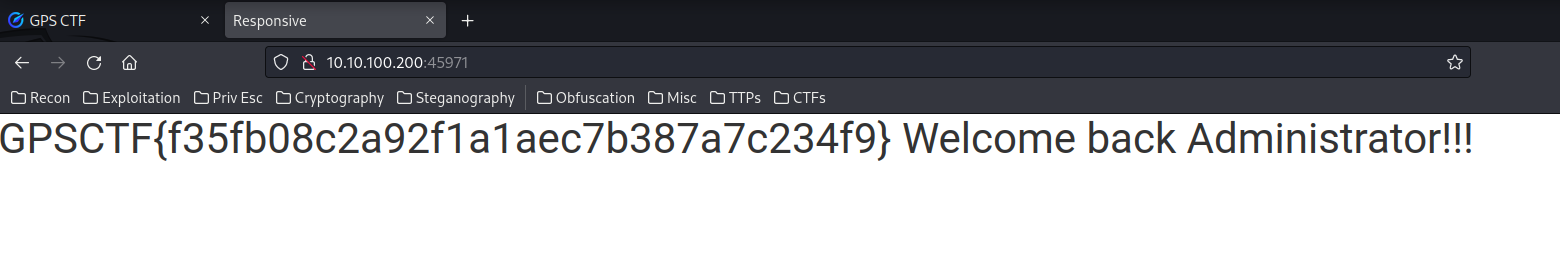 GPS CTF
Responsive
10.10.100.200:45971
Recon Exploitation Priv Esc Cryptography Steganography Obfuscation Misc TTPs CTFs
GPSCTF{f35fb08c2a92f1a1aec7b387a7c234f9} Welcome back Administrator!!!